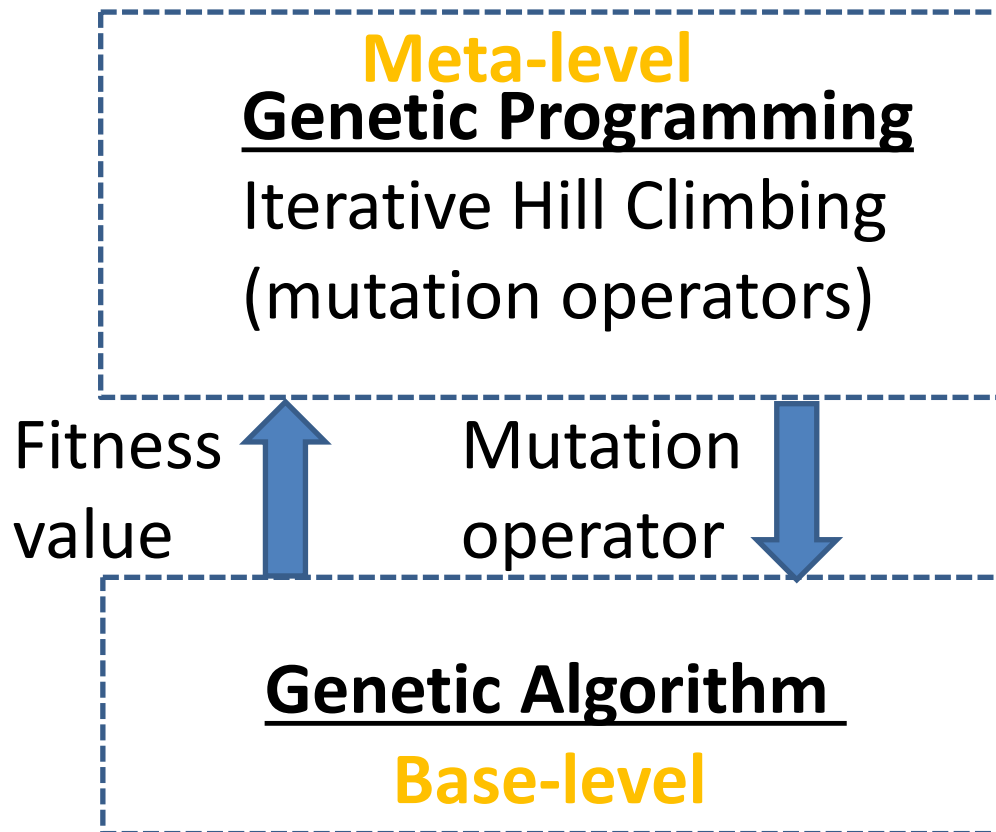 Meta-level
Genetic Programming
Iterative Hill Climbing
(mutation operators)
Fitness
value
Mutation
operator
Genetic Algorithm
Base-level